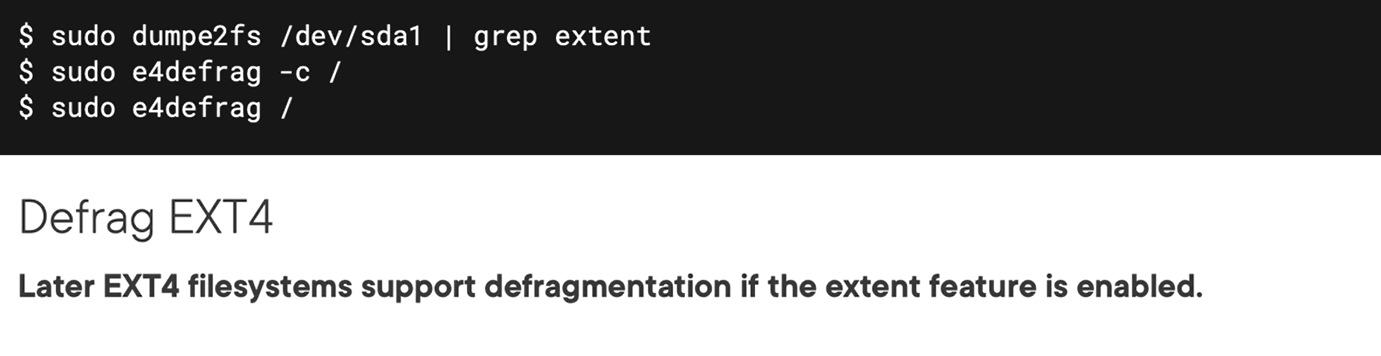 $ sudo dumpe2fs /dev/sda1 | grep extent
$ sudo e4defrag -c /
$ sudo e4defrag /
Defrag EXT4
Later EXT4 filesystems support defragmentation if the extent feature is enabled.